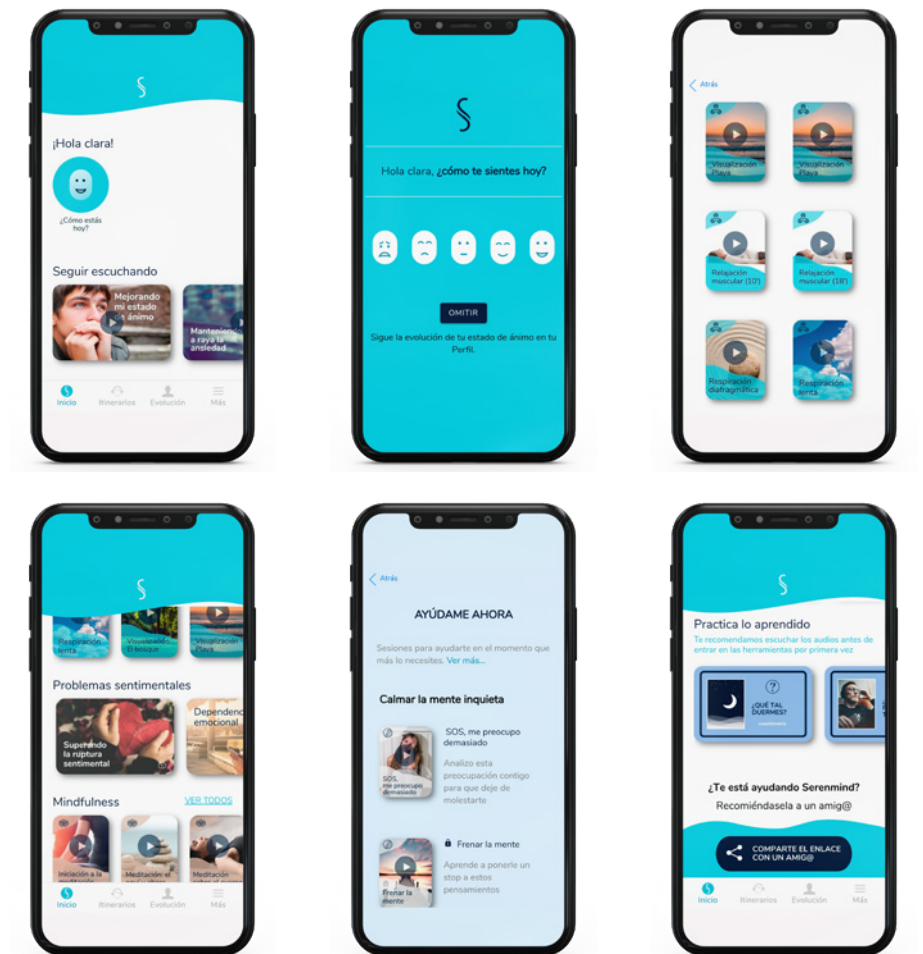 ¡Hola clara!
¿Cómo estás
hoy?
Seguir escuchando
Mejorando
mi estado
de ánimo
Manteniendo
a raya la
ansiedad
Inicio
Itinerarios
Evolución
Más
Hola clara, ¿cómo te sientes hoy?
OMITIR
Sigue la evolución de tu estado de ánimo en tu
Perfil.
Atrás
Visualización
Playa
Visualización
Playa
Relajación
muscular (10')
Relajación
muscular (18')
Respiración
diafragmática
Respiración
lenta
Respiración
lenta
Visualización
El bosque
Visualización
Playa
Problemas sentimentales
Superando
la ruptura
sentimental
Dependenc
emocional
Mindfulness
VER TODOS
Iniciación a la
meditación
Meditación: el
Meditación
Inicio
Itinerarios
Evolución
Más
Atrás
AYÚDAME AHORA
Sesiones para ayudarte en el momento que
más lo necesites. Ver más...
Calmar la mente inquieta
SOS,
me preocupo
demasiado
SOS, me preocupo
demasiado
Analizo esta
preocupación contigo
para que deje de
molestarte
Frenar la
mente
Frenar la mente
Aprende a ponerle un
stop a estos
pensamientos
Practica lo aprendido
Te recomendamos escuchar los audios antes de
entrar en las herramientas por primera vez
¿QUÉ TAL
DUERMES?
¿Te está ayudando Serenmind?
Recomiéndasela a un amig@
COMPARTE EL ENLACE
CON UN AMIG@
Inicio
Itinerarios
Evolución
Más